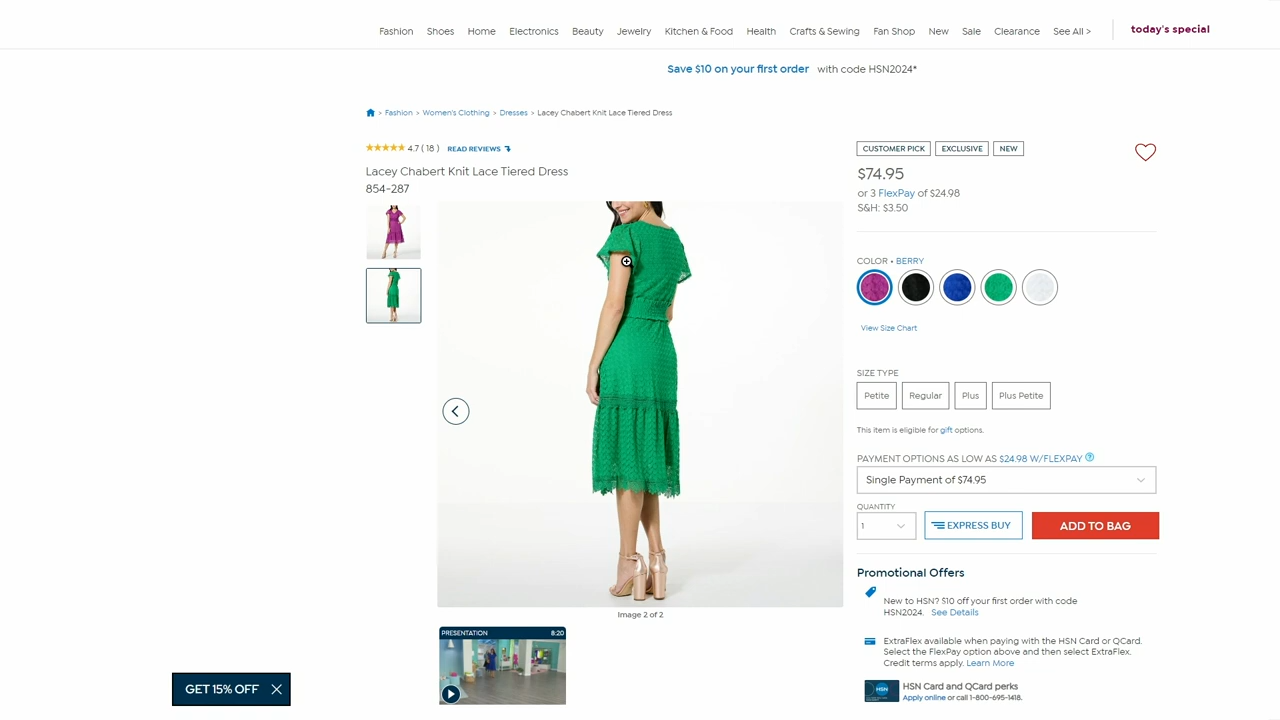 Fashion Shoes Home Electronics Beauty Jewelry Kitchen & Food Health Crafts & Sewing Fan Shop New Sale Clearance See All > today's special
Save $10 on your first order with code HSN2024*
> Fashion > Women's Clothing > Dresses > Lacey Chabert Knit Lace Tiered Dress
4.7 ( 18 ) READ REVIEWS
Lacey Chabert Knit Lace Tiered Dress
854-287
CUSTOMER PICK EXCLUSIVE NEW
$74.95
or 3 FlexPay of $24.98
S&H: $3.50
COLOR • BERRY
View Size Chart
SIZE TYPE
Petite Regular Plus Plus Petite
This item is eligible for gift options.
PAYMENT OPTIONS AS LOW AS $24.98 W/FLEXPAY ?
Single Payment of $74.95
QUANTITY
1 EXPRESS BUY ADD TO BAG
Promotional Offers
New to HSN? $10 off your first order with code
HSN2024. See Details
ExtraFlex available when paying with the HSN Card or QCard.
Select the FlexPay option above and then select ExtraFlex.
Credit terms apply. Learn More
HSN
HSN Card and QCard perks
Apply online or call 1-800-695-1418.
Image 2 of 2
PRESENTATION 8:20
GET 15% OFF